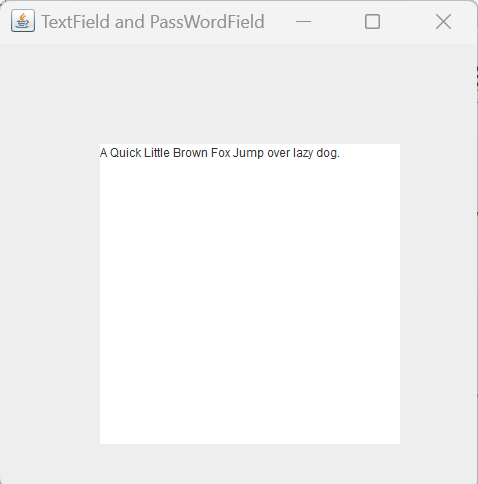 TextField and PassWordField
A Quick Little Brown Fox Jump over lazy dog.